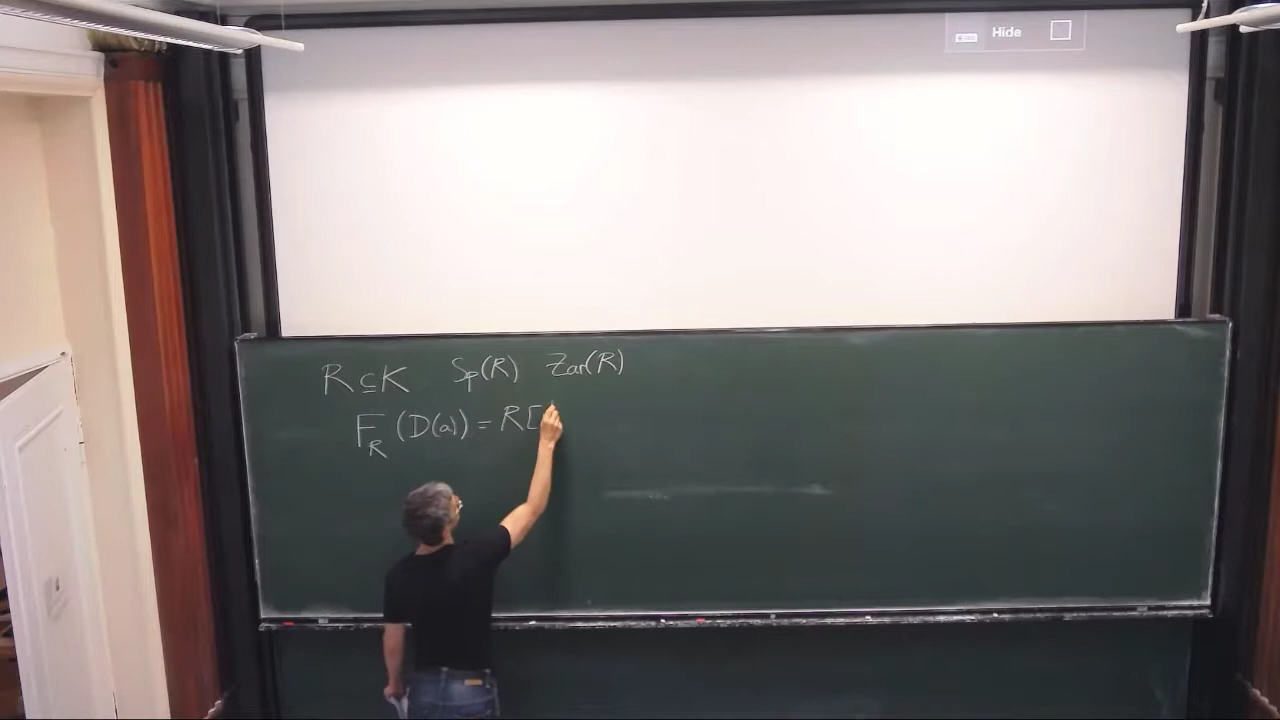 Hide
R ⊆ K Sp(R) Zar(R)
F_R (D(a)) = R[